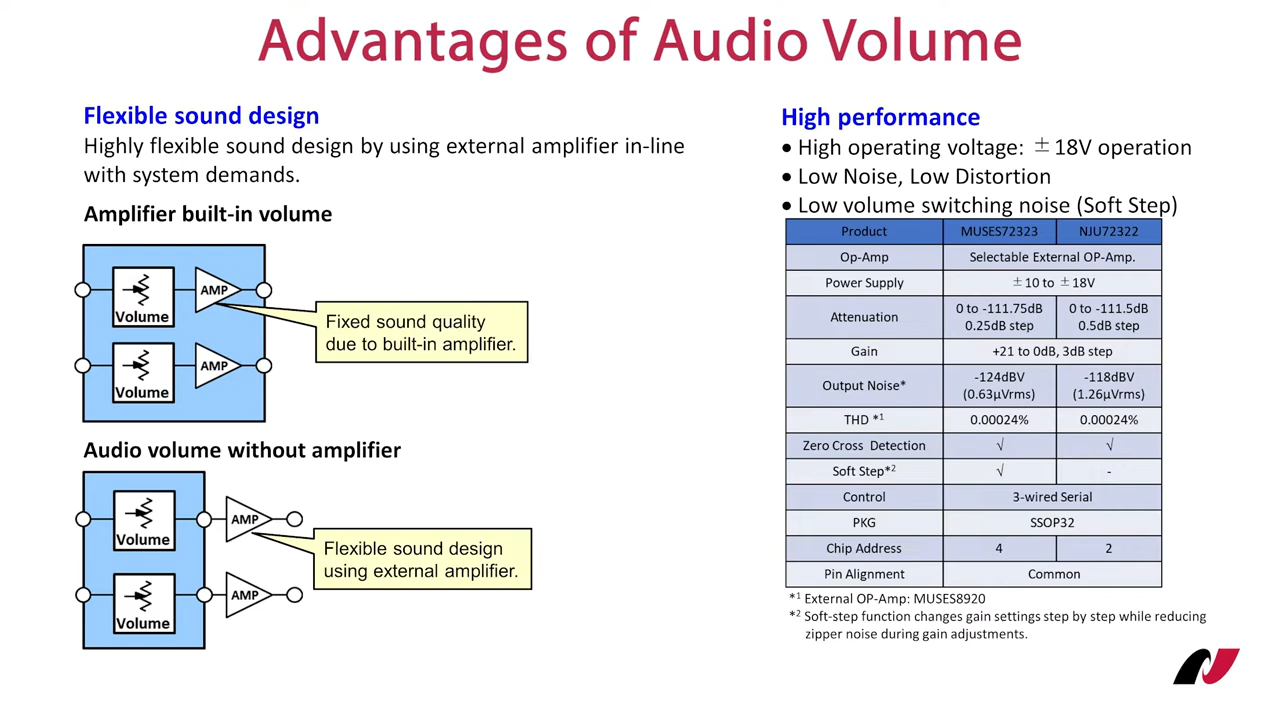 Advantages of Audio Volume
Flexible sound design
Highly flexible sound design by using external amplifier in-line
with system demands.
Amplifier built-in volume
Volume
AMP
Volume
AMP
Fixed sound quality
due to built-in amplifier.
Audio volume without amplifier
Volume
AMP
Volume
AMP
Flexible sound design
using external amplifier.
High performance
• High operating voltage: ±18V operation
• Low Noise, Low Distortion
• Low volume switching noise (Soft Step)
Product MUSES72323 NJU72322
Op-Amp Selectable External OP-Amp.
Power Supply ±10 to ±18V
Attenuation 0 to -111.75dB 0.25dB step 0 to -111.5dB 0.5dB step
Gain +21 to 0dB, 3dB step
Output Noise* -124dBV (0.63μVrms) -118dBV (1.26μVrms)
THD *1 0.00024% 0.00024%
Zero Cross Detection √ √
Soft Step*2 √ -
Control 3-wired Serial
PKG SSOP32
Chip Address 4 2
Pin Alignment Common
*1 External OP-Amp: MUSES8920
*2 Soft-step function changes gain settings step by step while reducing
zipper noise during gain adjustments.